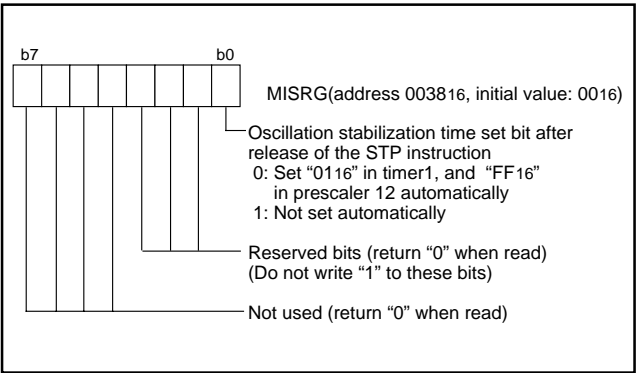 b7 b0
MISRG(address 003816, initial value: 0016)
Oscillation stabilization time set bit after
release of the STP instruction
0: Set “0116” in timer1, and “FF16”
in prescaler 12 automatically
1: Not set automatically
Reserved bits (return “0” when read)
(Do not write “1” to these bits)
Not used (return “0” when read)